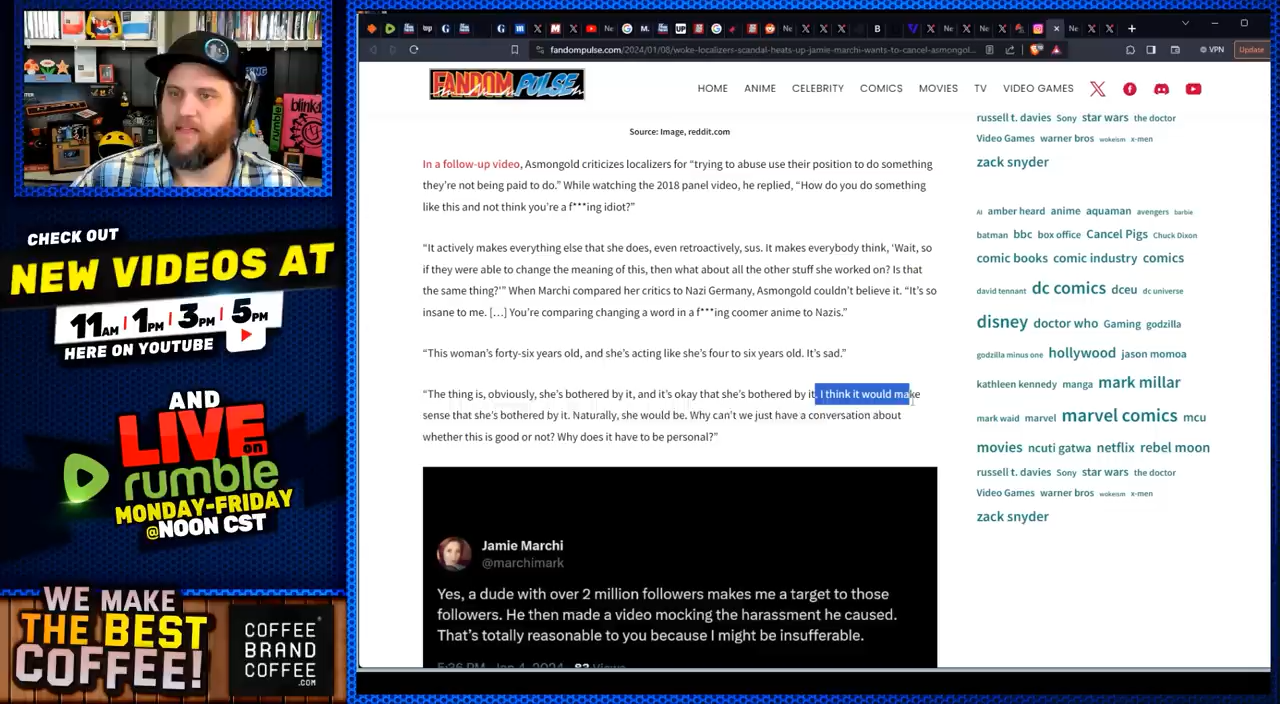 CHECK OUT
NEW VIDEOS AT
11AM | 1PM | 3PM | 5PM
HERE ON YOUTUBE
AND
LIVE on
rumble
MONDAY-FRIDAY
@NOON CST
WE MAKE
THE BEST
COFFEE!
COFFEE
BRAND
COFFEE
.COM
fandompulse.com/2024/01/08/woke-localizers-scandal-heats-up-jamie-marchi-wants-to-cancel-asmongol...
VPN
Update
FANDOM PULSE
HOME ANIME CELEBRITY COMICS MOVIES TV VIDEO GAMES
Source: Image, reddit.com
In a follow-up video, Asmongold criticizes localizers for “trying to abuse use their position to do something
they’re not being paid to do.” While watching the 2018 panel video, he replied, “How do you do something
like this and not think you’re a f***ing idiot?”
“It actively makes everything else that she does, even retroactively, sus. It makes everybody think, ‘Wait, so
if they were able to change the meaning of this, then what about all the other stuff she worked on? Is that
the same thing?’” When Marchi compared her critics to Nazi Germany, Asmongold couldn’t believe it. “It’s so
insane to me. […] You’re comparing changing a word in a f***ing coomer anime to Nazis.”
“This woman’s forty-six years old, and she’s acting like she’s four to six years old. It’s sad.”
“The thing is, obviously, she’s bothered by it, and it’s okay that she’s bothered by it. I think it would make
sense that she’s bothered by it. Naturally, she would be. Why can’t we just have a conversation about
whether this is good or not? Why does it have to be personal?”
Jamie Marchi
@marchimark
Yes, a dude with over 2 million followers makes me a target to those
followers. He then made a video mocking the harassment he caused.
That’s totally reasonable to you because I might be insufferable.
5:36 PM · Jan 4, 2024 · 83 Views
russell t. davies Sony star wars the doctor
Video Games warner bros wokeism x-men
zack snyder
AI amber heard anime aquaman avengers barbie
batman bbc box office Cancel Pigs Chuck Dixon
comic books comic industry comics
david tennant dc comics dceu dc universe
disney doctor who Gaming godzilla
godzilla minus one hollywood jason momoa
kathleen kennedy manga mark millar
mark waid marvel marvel comics mcu
movies ncuti gatwa netflix rebel moon
russell t. davies Sony star wars the doctor
Video Games warner bros wokeism x-men
zack snyder